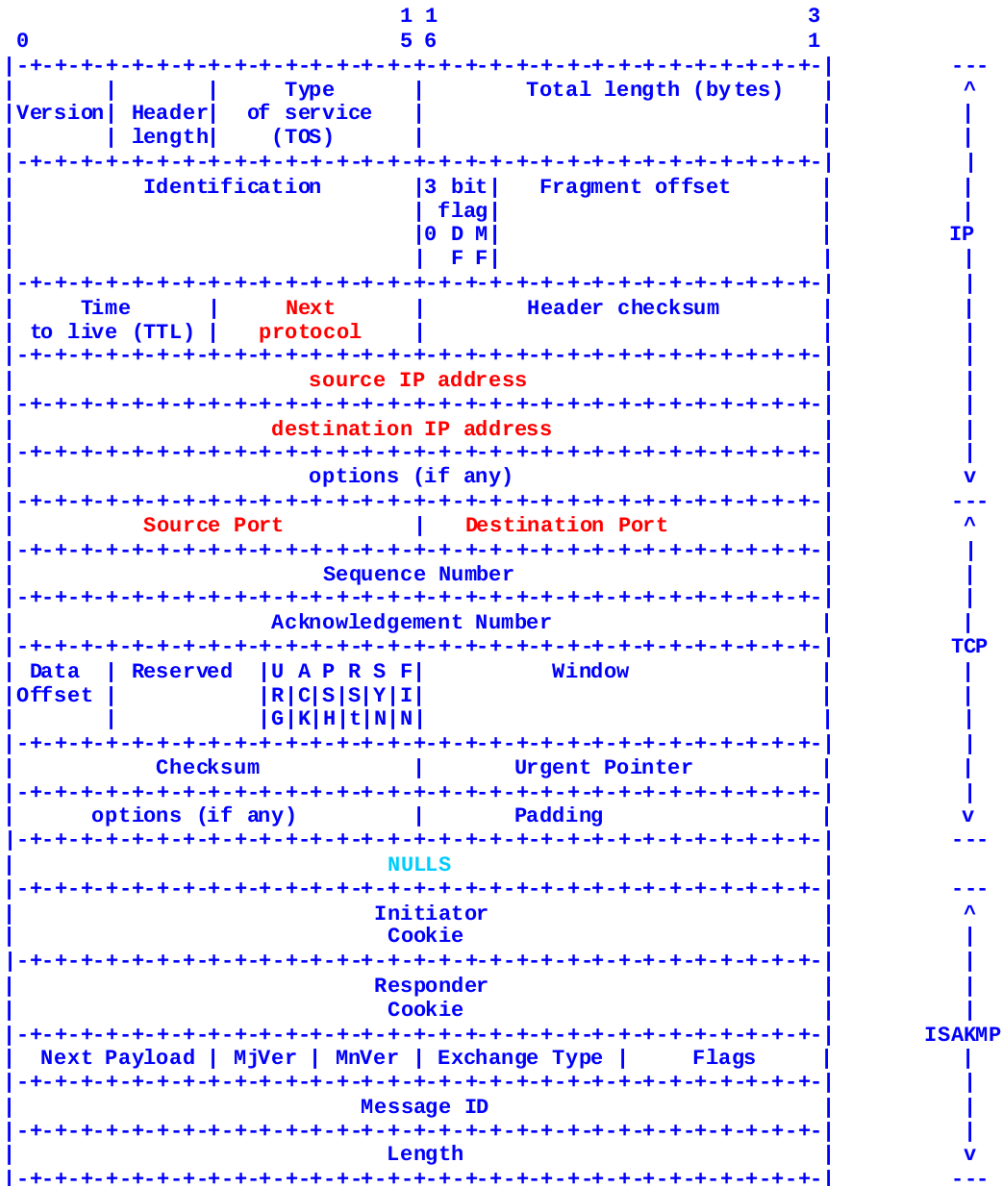 1 1 3
0 5 6 1
|-+-+-+-+-+-+-+-+-+-+-+-+-+-+-+-+-+-+-+-+-+-+-+-+-+-+-+-+-+-+-+-| ---
| | | Type | Total length (bytes) | ^
|Version| Header| of service | | |
| | length| (TOS) | | |
|-+-+-+-+-+-+-+-+-+-+-+-+-+-+-+-+-+-+-+-+-+-+-+-+-+-+-+-+-+-+-+-| |
| Identification |3 bit| Fragment offset | |
| | flag| | |
| |0 D M| | IP
| | F F| | |
|-+-+-+-+-+-+-+-+-+-+-+-+-+-+-+-+-+-+-+-+-+-+-+-+-+-+-+-+-+-+-+-| |
| Time | Next | Header checksum | |
| to live (TTL) | protocol | | |
|-+-+-+-+-+-+-+-+-+-+-+-+-+-+-+-+-+-+-+-+-+-+-+-+-+-+-+-+-+-+-+-| |
| source IP address | |
|-+-+-+-+-+-+-+-+-+-+-+-+-+-+-+-+-+-+-+-+-+-+-+-+-+-+-+-+-+-+-+-| |
| destination IP address | |
|-+-+-+-+-+-+-+-+-+-+-+-+-+-+-+-+-+-+-+-+-+-+-+-+-+-+-+-+-+-+-+-| |
| options (if any) | v
|-+-+-+-+-+-+-+-+-+-+-+-+-+-+-+-+-+-+-+-+-+-+-+-+-+-+-+-+-+-+-+-| ---
| Source Port | Destination Port | ^
|-+-+-+-+-+-+-+-+-+-+-+-+-+-+-+-+-+-+-+-+-+-+-+-+-+-+-+-+-+-+-+-| |
| Sequence Number | |
|-+-+-+-+-+-+-+-+-+-+-+-+-+-+-+-+-+-+-+-+-+-+-+-+-+-+-+-+-+-+-+-| |
| Acknowledgement Number | |
|-+-+-+-+-+-+-+-+-+-+-+-+-+-+-+-+-+-+-+-+-+-+-+-+-+-+-+-+-+-+-+-| TCP
| Data | Reserved |U A P R S F| Window | |
|Offset | |R|C|S|S|Y|I| | |
| | |G|K|H|t|N|N| | |
|-+-+-+-+-+-+-+-+-+-+-+-+-+-+-+-+-+-+-+-+-+-+-+-+-+-+-+-+-+-+-+-| |
| Checksum | Urgent Pointer | |
|-+-+-+-+-+-+-+-+-+-+-+-+-+-+-+-+-+-+-+-+-+-+-+-+-+-+-+-+-+-+-+-| |
| options (if any) | Padding | v
|-+-+-+-+-+-+-+-+-+-+-+-+-+-+-+-+-+-+-+-+-+-+-+-+-+-+-+-+-+-+-+-| ---
| NULLS |
|-+-+-+-+-+-+-+-+-+-+-+-+-+-+-+-+-+-+-+-+-+-+-+-+-+-+-+-+-+-+-+-| ---
| Initiator | ^
| Cookie | |
|-+-+-+-+-+-+-+-+-+-+-+-+-+-+-+-+-+-+-+-+-+-+-+-+-+-+-+-+-+-+-+-| |
| Responder | |
| Cookie | |
|-+-+-+-+-+-+-+-+-+-+-+-+-+-+-+-+-+-+-+-+-+-+-+-+-+-+-+-+-+-+-+-| ISAKMP
| Next Payload | MjVer | MnVer | Exchange Type | Flags | |
|-+-+-+-+-+-+-+-+-+-+-+-+-+-+-+-+-+-+-+-+-+-+-+-+-+-+-+-+-+-+-+-| |
| Message ID | |
|-+-+-+-+-+-+-+-+-+-+-+-+-+-+-+-+-+-+-+-+-+-+-+-+-+-+-+-+-+-+-+-| |
| Length | v
|-+-+-+-+-+-+-+-+-+-+-+-+-+-+-+-+-+-+-+-+-+-+-+-+-+-+-+-+-+-+-+-| ---